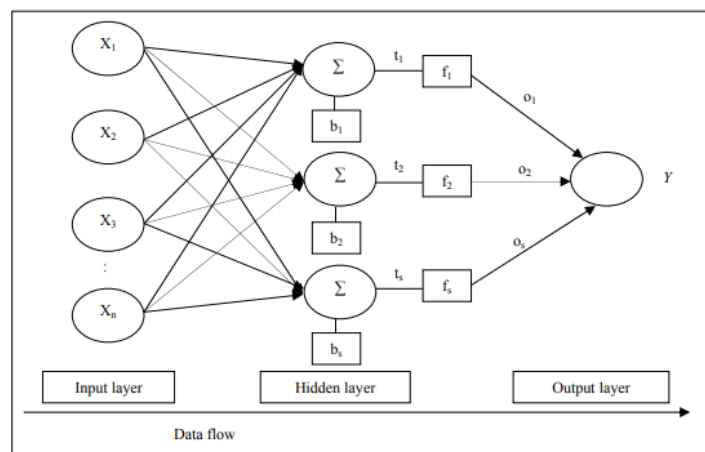 X₁
Σ
t₁
f₁
o₁
b₁
X₂
Σ
t₂
f₂
o₂
Y
b₂
X₃
:
oₛ
Σ
tₛ
fₛ
Xₙ
bₛ
Input layer
Hidden layer
Output layer
Data flow